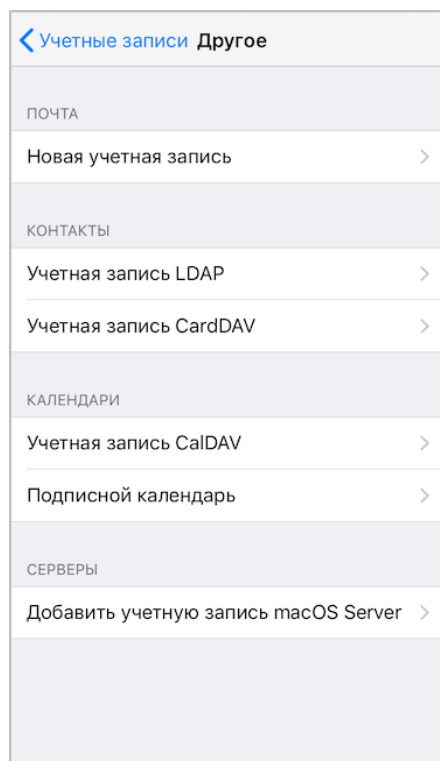 Учетные записи Другое
ПОЧТА
Новая учетная запись
КОНТАКТЫ
Учетная запись LDAP
Учетная запись CardDAV
КАЛЕНДАРИ
Учетная запись CalDAV
Подписной календарь
СЕРВЕРЫ
Добавить учетную запись macOS Server